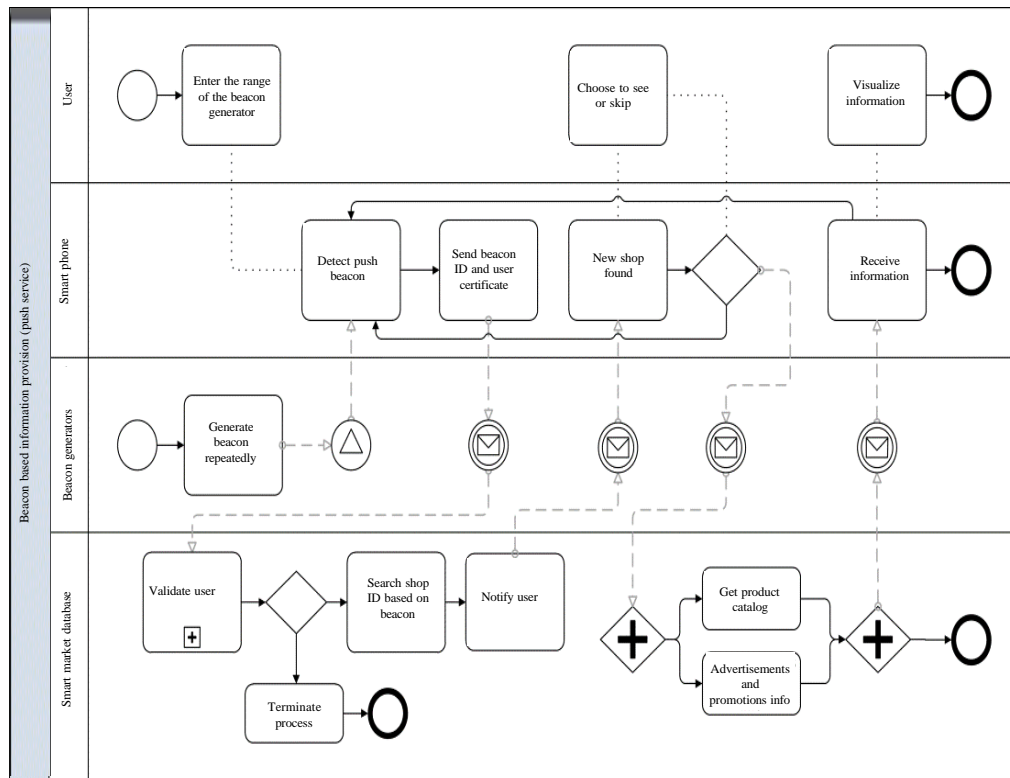 Beacon based information provision (push service)
User
Enter the range
of the beacon
generator
Choose to see
or skip
Visualize
information
Smart phone
Detect push
beacon
Send beacon
ID and user
certificate
New shop
found
Receive
information
Beacon generators
Generate
beacon
repeatedly
Smart market database
Validate user
Search shop
ID based on
beacon
Notify user
Terminate
process
Get product
catalog
Advertisements
and
promotions info